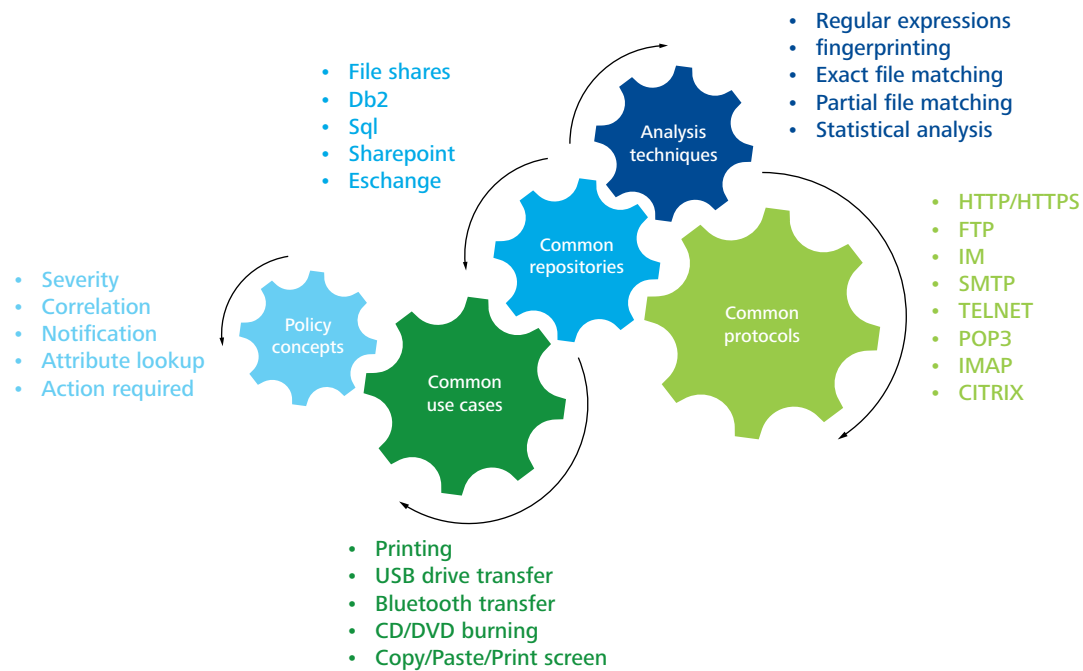 • Regular expressions
• fingerprinting
• Exact file matching
• Partial file matching
• Statistical analysis
• File shares
• Db2
• Sql
• Sharepoint
• Eschange
Analysis
techniques
• HTTP/HTTPS
• FTP
• IM
• SMTP
• TELNET
• POP3
• IMAP
• CITRIX
Common
repositories
Common
protocols
• Severity
• Correlation
• Notification
• Attribute lookup
• Action required
Policy
concepts
Common
use cases
• Printing
• USB drive transfer
• Bluetooth transfer
• CD/DVD burning
• Copy/Paste/Print screen